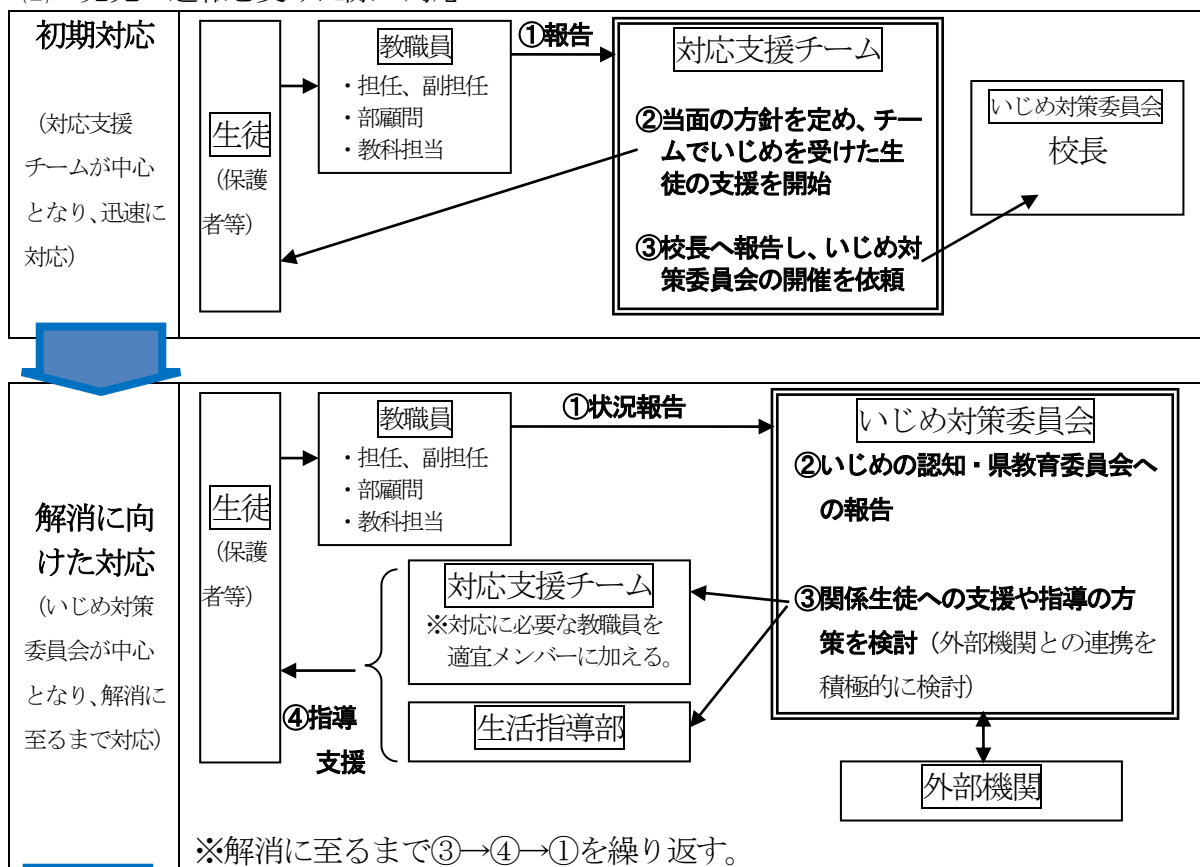 初期対応
(対応支援
チームが中心
となり、迅速に
対応)
生徒
(保護
者等)
教職員
・担任、副担任
・部顧問
・教科担当
①報告
対応支援チーム
②当面の方針を定め、チー
ムでいじめを受けた生
徒の支援を開始
③校長へ報告し、いじめ対
策委員会の開催を依頼
いじめ対策委員会
校長
解消に向
けた対応
(いじめ対策
委員会が中心
となり、解消に
至るまで対応)
生徒
(保護
者等)
教職員
・担任、副担任
・部顧問
・教科担当
①状況報告
いじめ対策委員会
②いじめの認知・県教育委員会へ
の報告
③関係生徒への支援や指導の方
策を検討(外部機関との連携を
積極的に検討)
対応支援チーム
※対応に必要な教職員を
適宜メンバーに加える。
生活指導部
④指導
支援
外部機関
※解消に至るまで③→④→①を繰り返す。